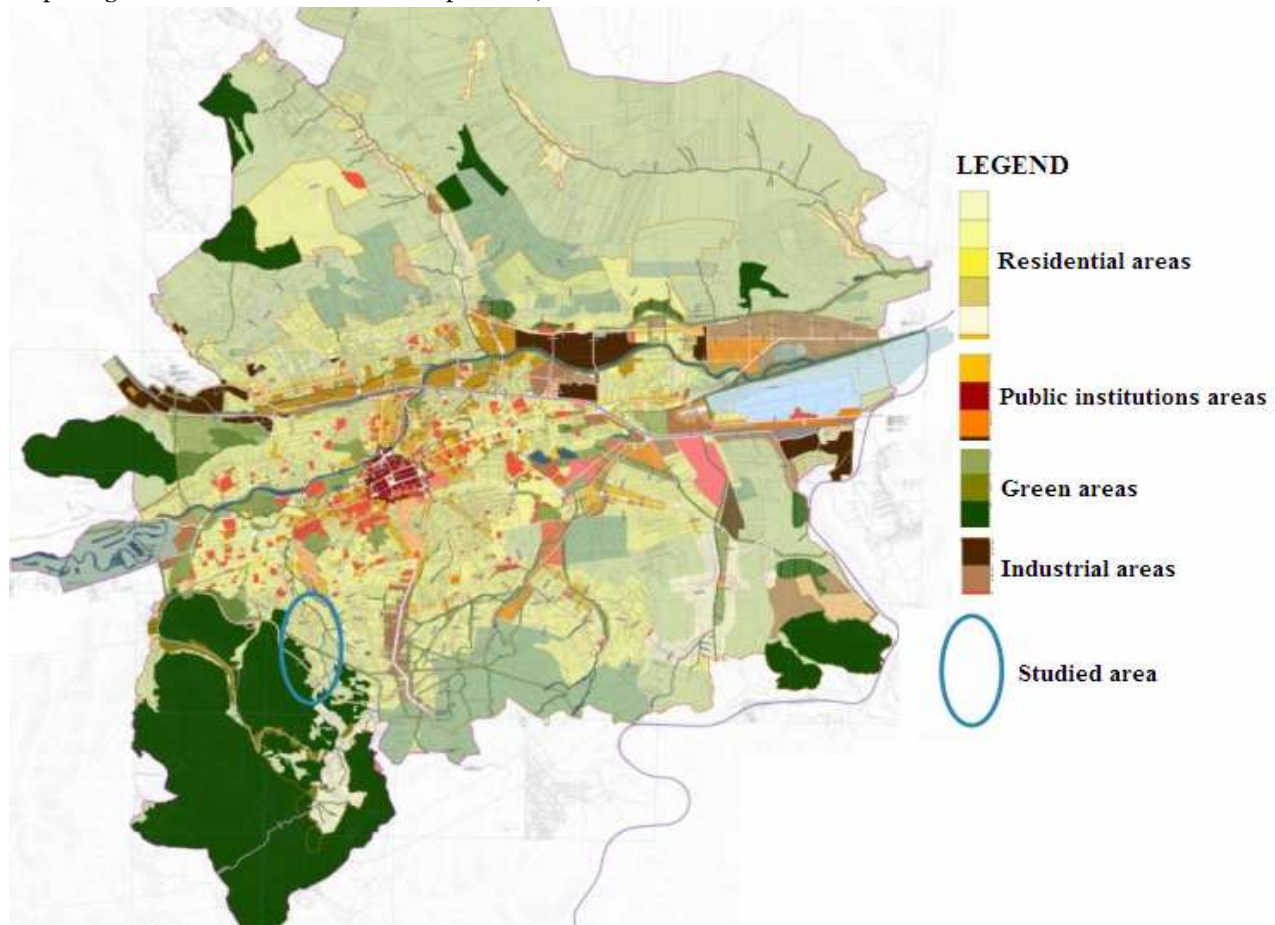 LEGEND
Residential areas
Public institutions areas
Green areas
Industrial areas
Studied area